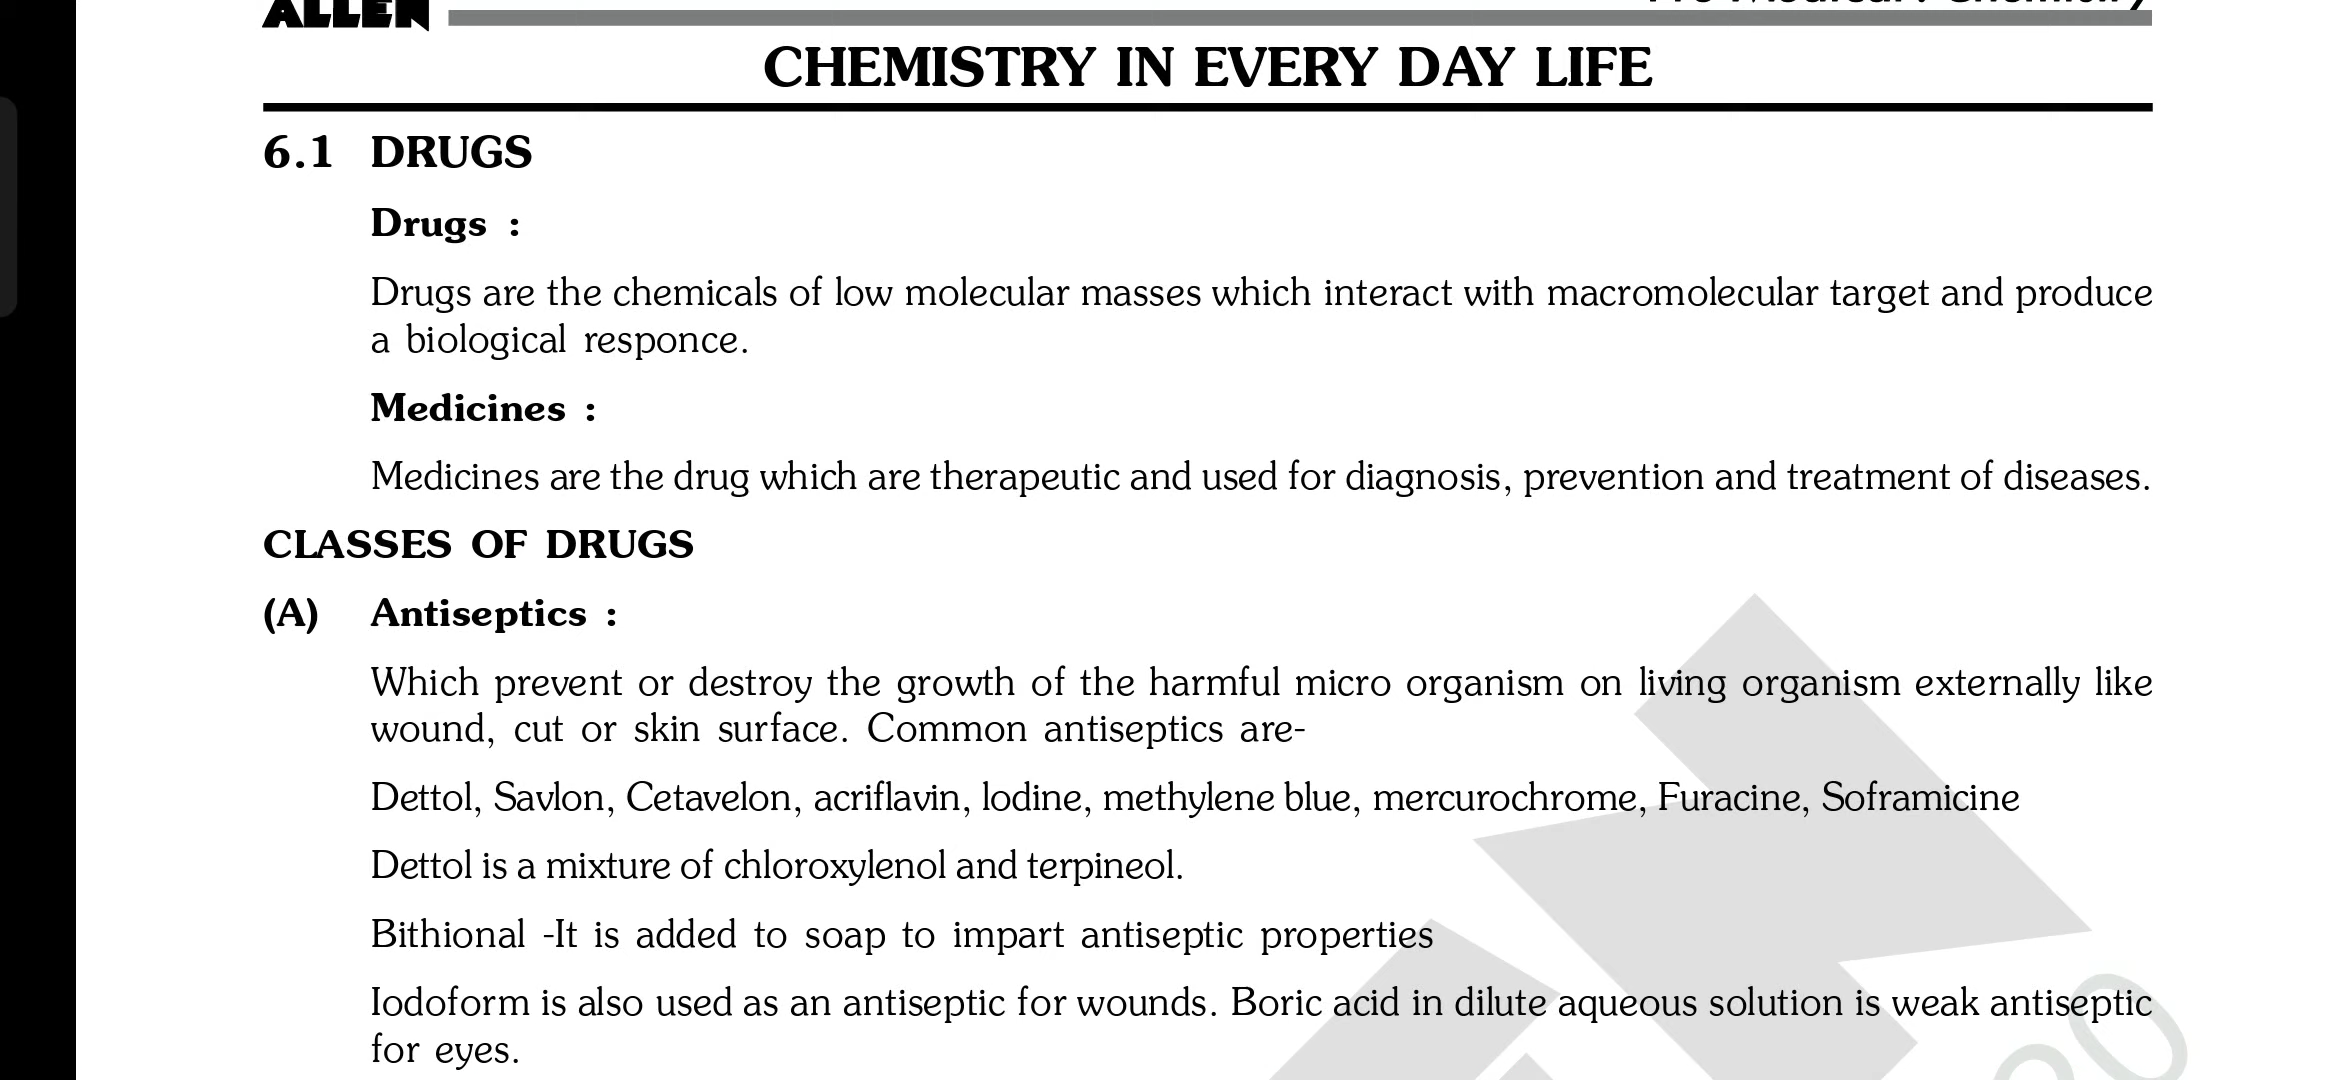 ALLEN
Pre-Medical : Chemistry
CHEMISTRY IN EVERY DAY LIFE
6.1 DRUGS
Drugs :
Drugs are the chemicals of low molecular masses which interact with macromolecular target and produce
a biological responce.
Medicines :
Medicines are the drug which are therapeutic and used for diagnosis, prevention and treatment of diseases.
CLASSES OF DRUGS
(A) Antiseptics :
Which prevent or destroy the growth of the harmful micro organism on living organism externally like
wound, cut or skin surface. Common antiseptics are-
Dettol, Savlon, Cetavelon, acriflavin, Iodine, methylene blue, mercurochrome, Furacine, Soframicine
Dettol is a mixture of chloroxylenol and terpineol.
Bithional -It is added to soap to impart antiseptic properties
Iodoform is also used as an antiseptic for wounds. Boric acid in dilute aqueous solution is weak antiseptic
for eyes.